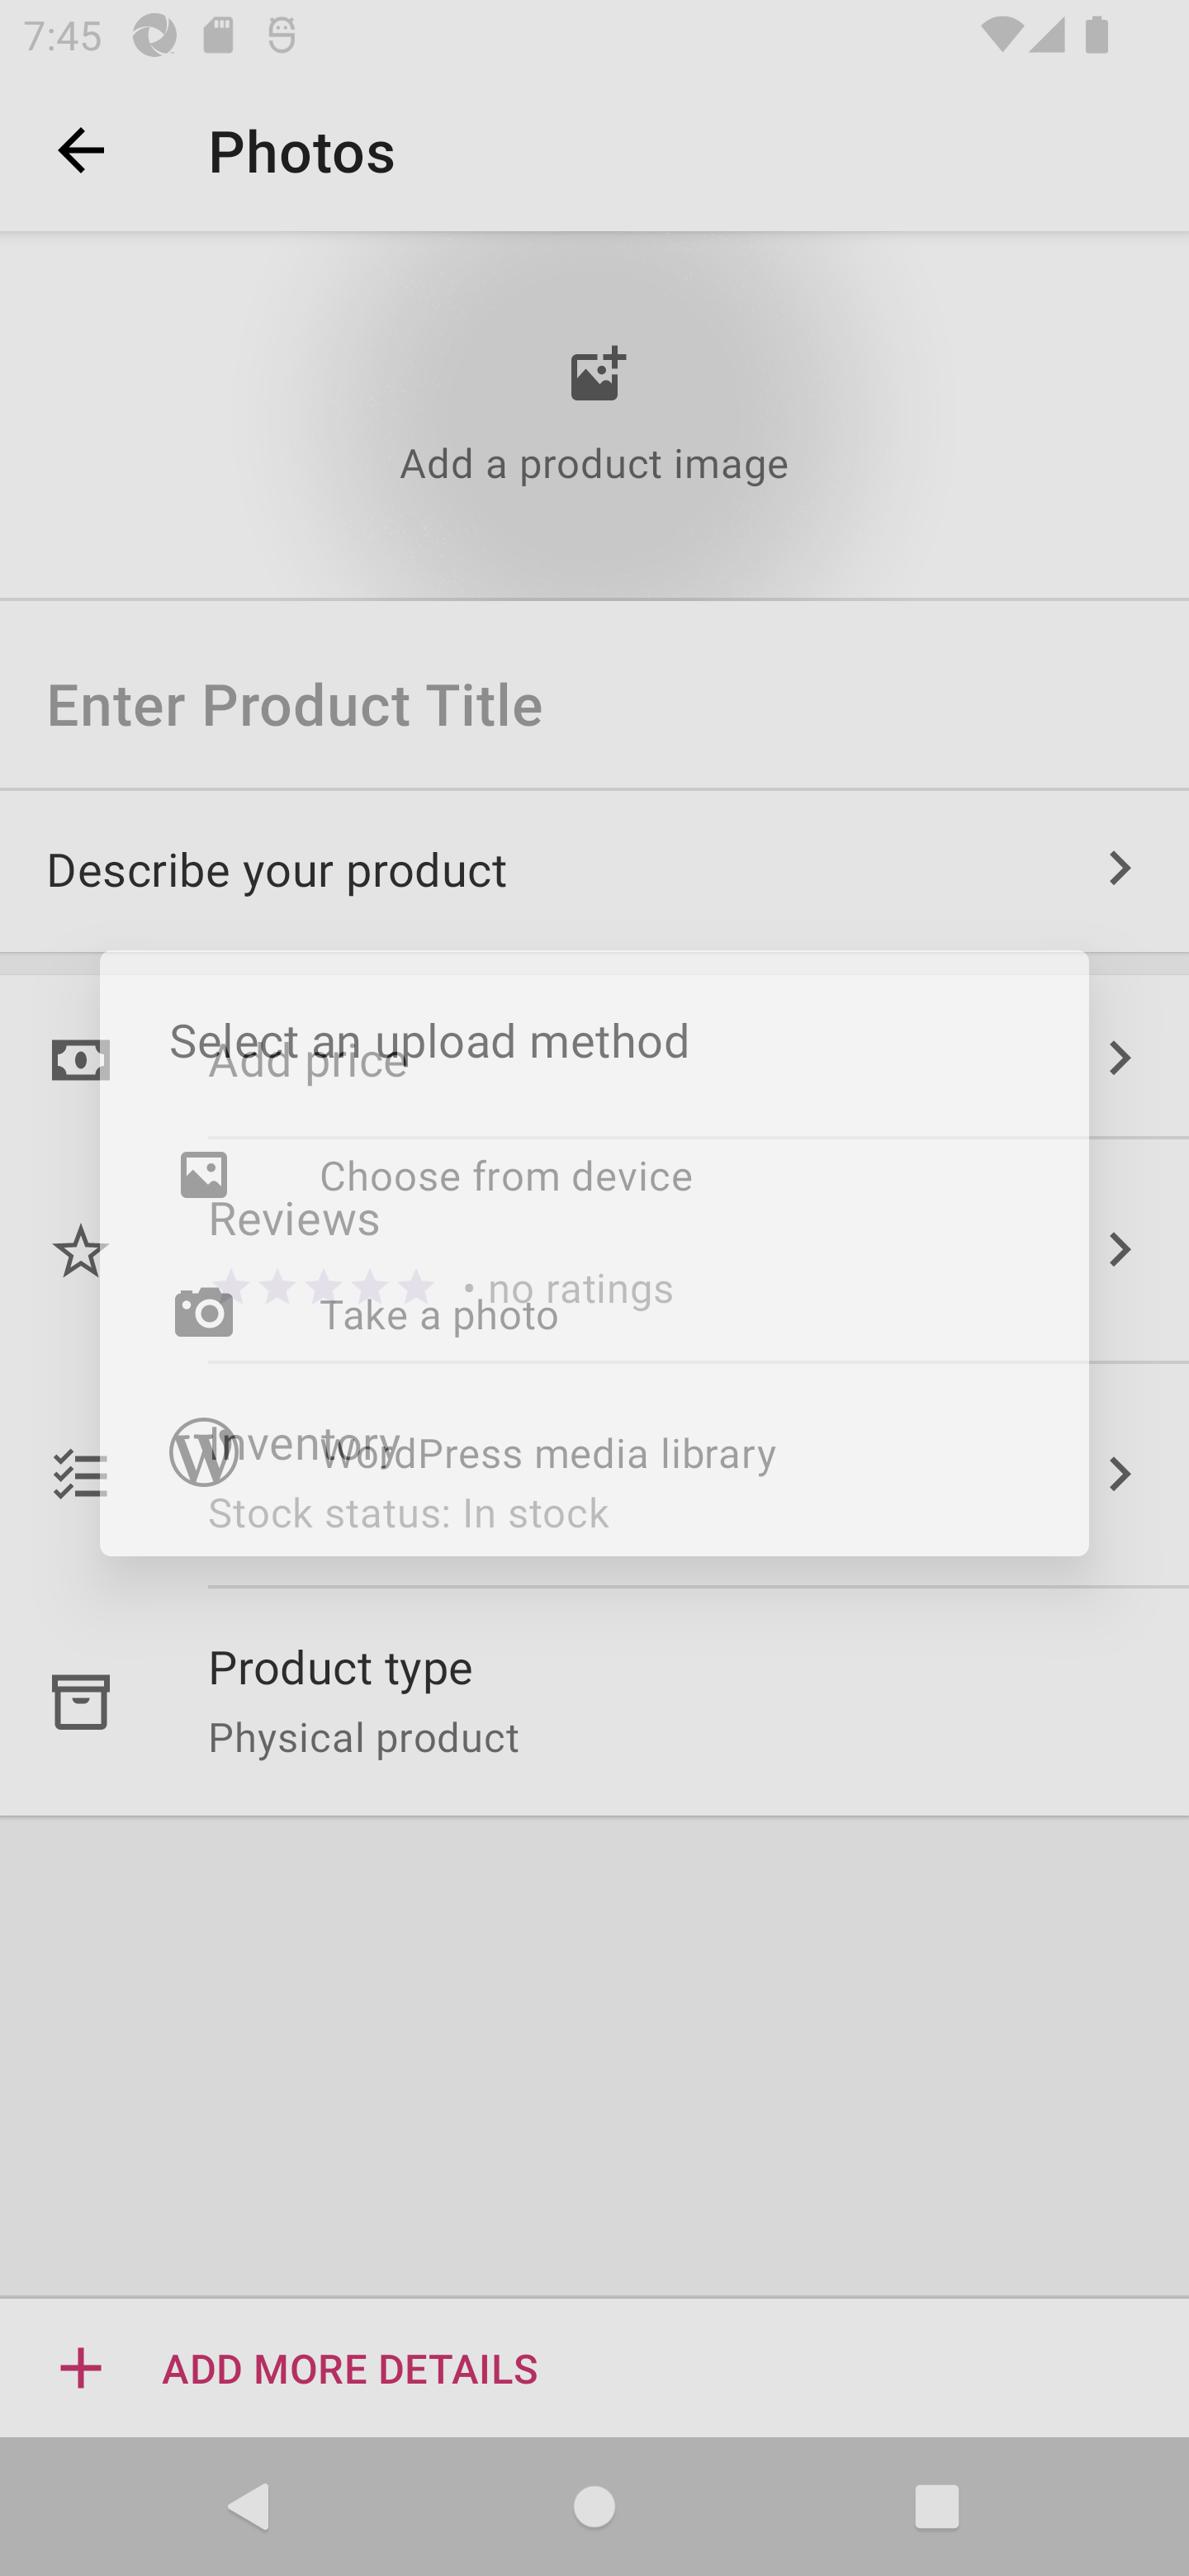 7:45
Photos
Add a product image
Enter Product Title
Describe your product
Select an upload method
Add price
Choose from device
Reviews
• no ratings
Take a photo
Inventory
WordPress media library
Stock status: In stock
Product type
Physical product
ADD MORE DETAILS